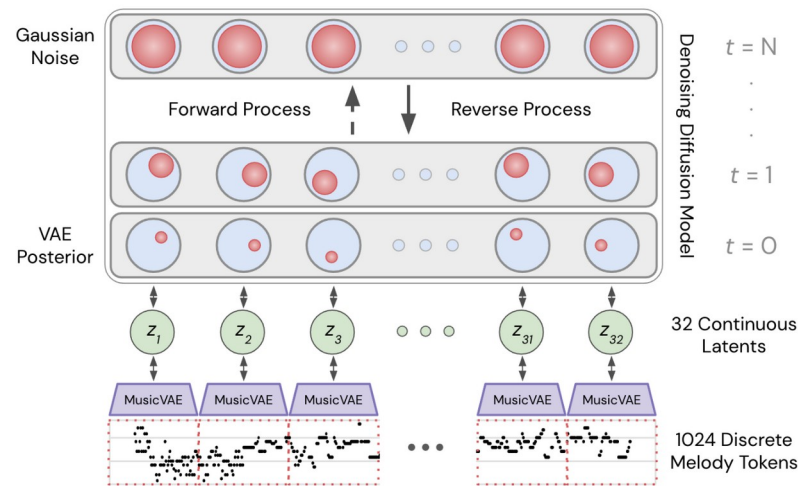 Gaussian
Noise
t = N
Forward Process
Reverse Process
Denoising Diffusion Model
t = 1
VAE
Posterior
t = 0
z1
z2
z3
z31
z32
32 Continuous
Latents
MusicVAE
MusicVAE
MusicVAE
MusicVAE
MusicVAE
1024 Discrete
Melody Tokens